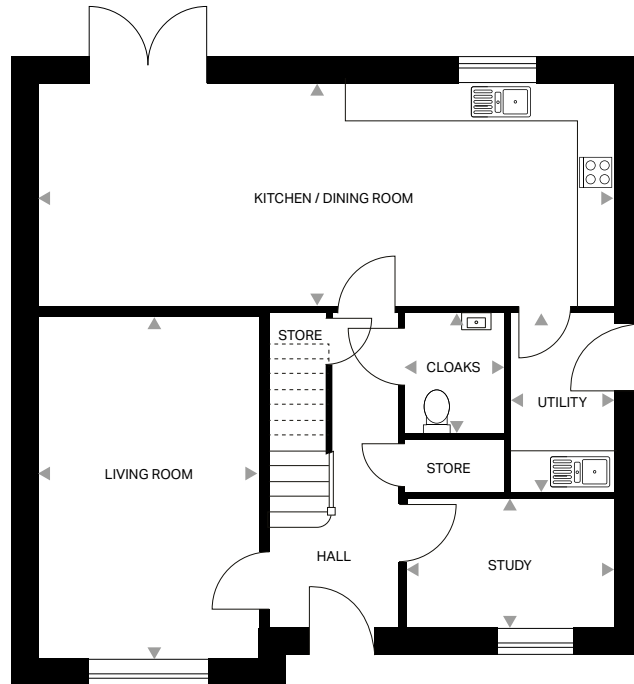 KITCHEN / DINING ROOM
STORE
CLOAKS
UTILITY
LIVING ROOM
STORE
HALL
STUDY